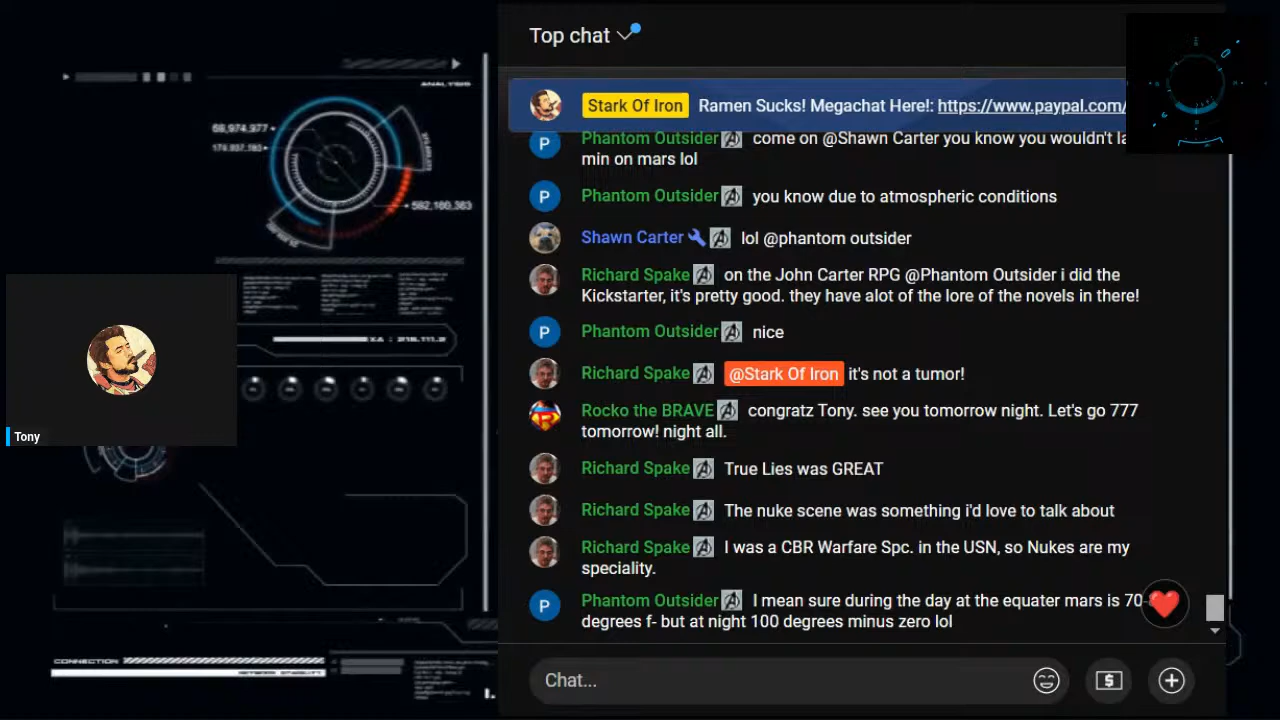 Top chat
ANALYSIS
Stark Of Iron Ramen Sucks! Megachat Here!: https://www.paypal.com/
68,974,977
Phantom Outsider come on @Shawn Carter you know you wouldn't la
min on mars lol
Phantom Outsider you know due to atmospheric conditions
Shawn Carter lol @phantom outsider
Richard Spake on the John Carter RPG @Phantom Outsider i did the
Kickstarter, it's pretty good. they have alot of the lore of the novels in there!
Phantom Outsider nice
Richard Spake @Stark Of Iron it's not a tumor!
Rocko the BRAVE congratz Tony. see you tomorrow night. Let's go 777
tomorrow! night all.
Tony
Richard Spake True Lies was GREAT
Richard Spake The nuke scene was something i'd love to talk about
Richard Spake I was a CBR Warfare Spc. in the USN, so Nukes are my
speciality.
Phantom Outsider I mean sure during the day at the equater mars is 70
degrees f- but at night 100 degrees minus zero lol
CONNECTION
Chat...